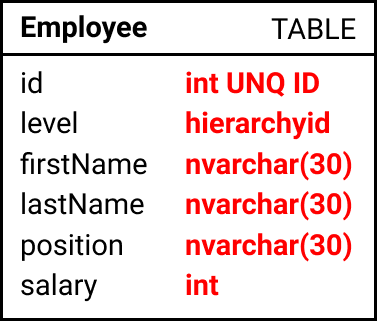 Employee TABLE
id int UNQ ID
level hierarchyid
firstName nvarchar(30)
lastName nvarchar(30)
position nvarchar(30)
salary int